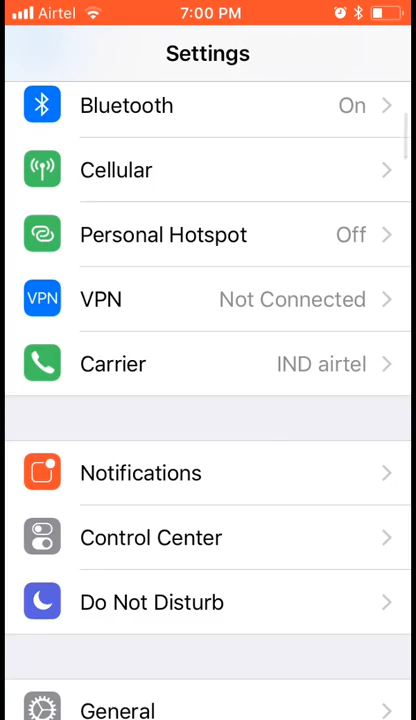 Airtel 7:00 PM
Settings
Bluetooth On
Cellular
Personal Hotspot Off
VPN VPN Not Connected
Carrier IND airtel
Notifications
Control Center
Do Not Disturb
General